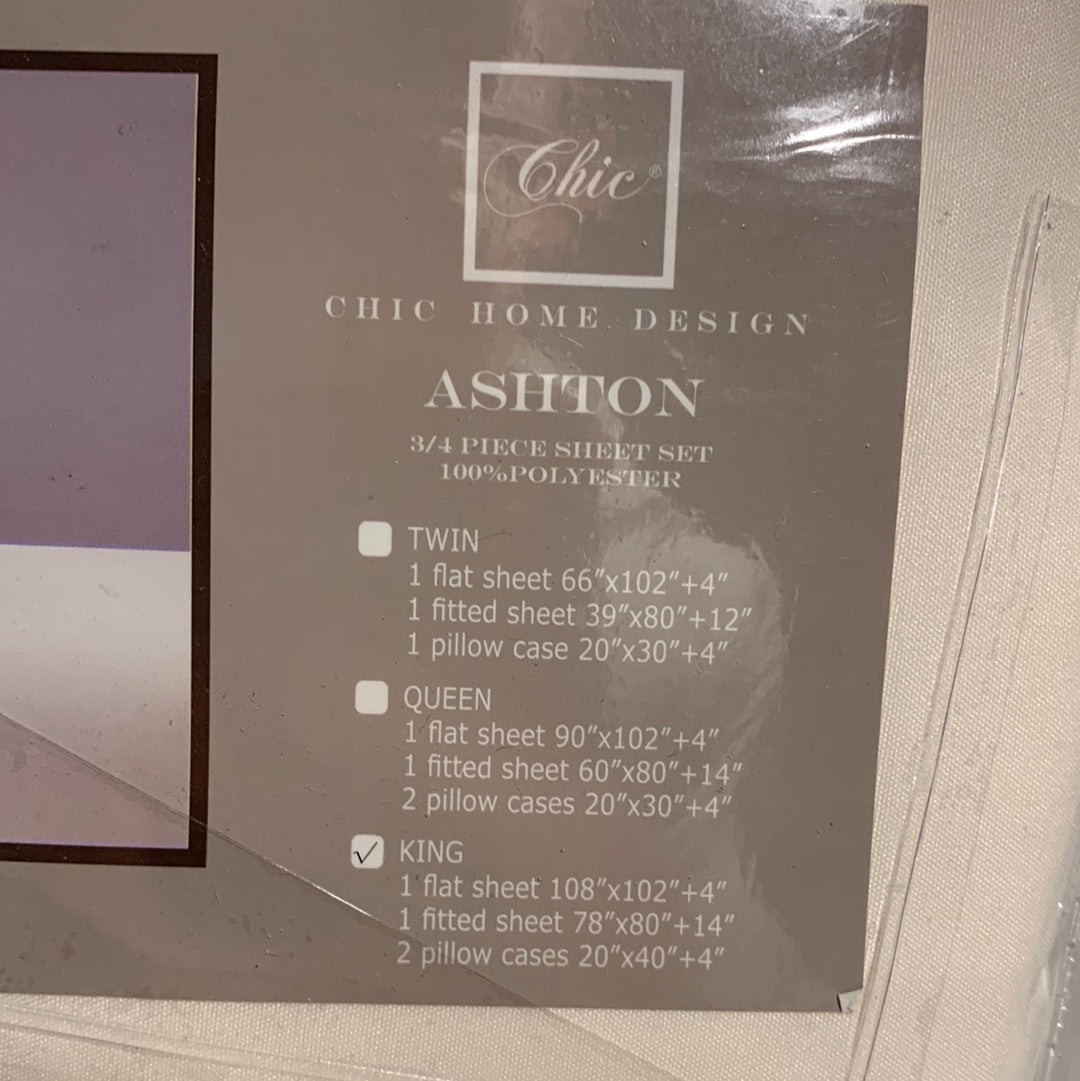 Chic®
CHIC HOME DESIGN
ASHTON
3/4 PIECE SHEET SET
100%POLYESTER
TWIN
1 flat sheet 66"x102"+4"
1 fitted sheet 39"x80"+12"
1 pillow case 20"x30"+4"
QUEEN
1 flat sheet 90"x102"+4"
1 fitted sheet 60"x80"+14"
2 pillow cases 20"x30"+4"
KING
1 flat sheet 108"x102"+4"
1 fitted sheet 78"x80"+14"
2 pillow cases 20"x40"+4"